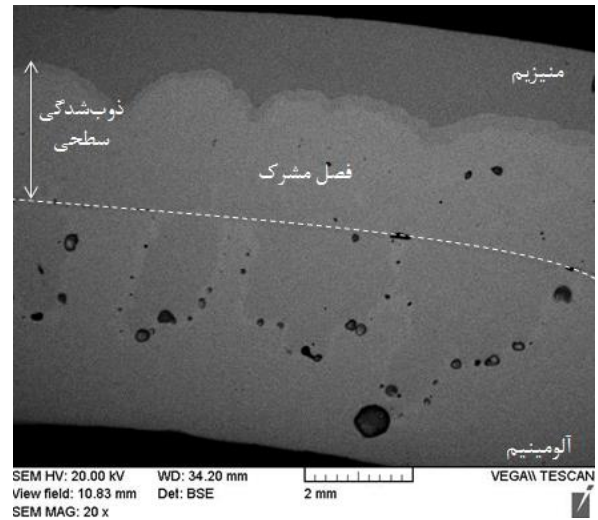 منیزیم
ذوب‌شدگی
سطحی
فصل مشرک
آلومینیم
SEM HV: 20.00 kV WD: 34.20 mm VEGA\\ TESCAN
View field: 10.83 mm Det: BSE 2 mm
SEM MAG: 20 x